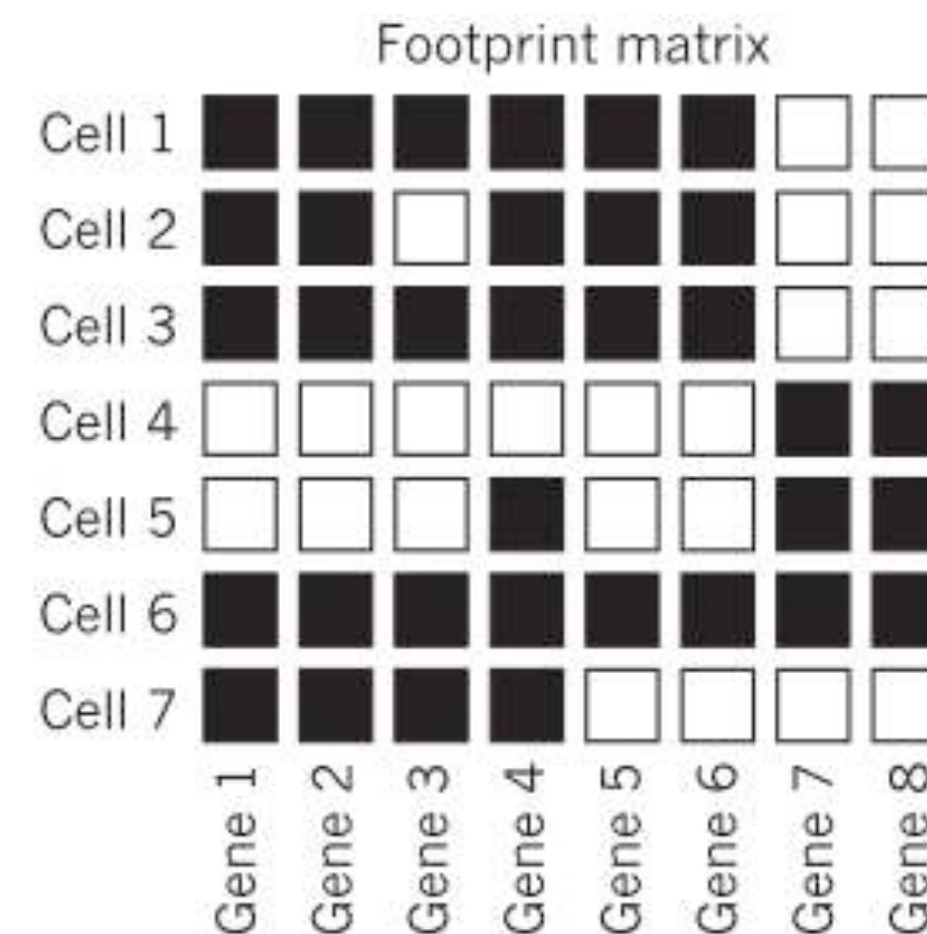 Footprint matrix
Cell 1
Cell 2
Cell 3
Cell 4
Cell 5
Cell 6
Cell 7
Gene 1
Gene 2
Gene 3
Gene 4
Gene 5
Gene 6
Gene 7
Gene 8